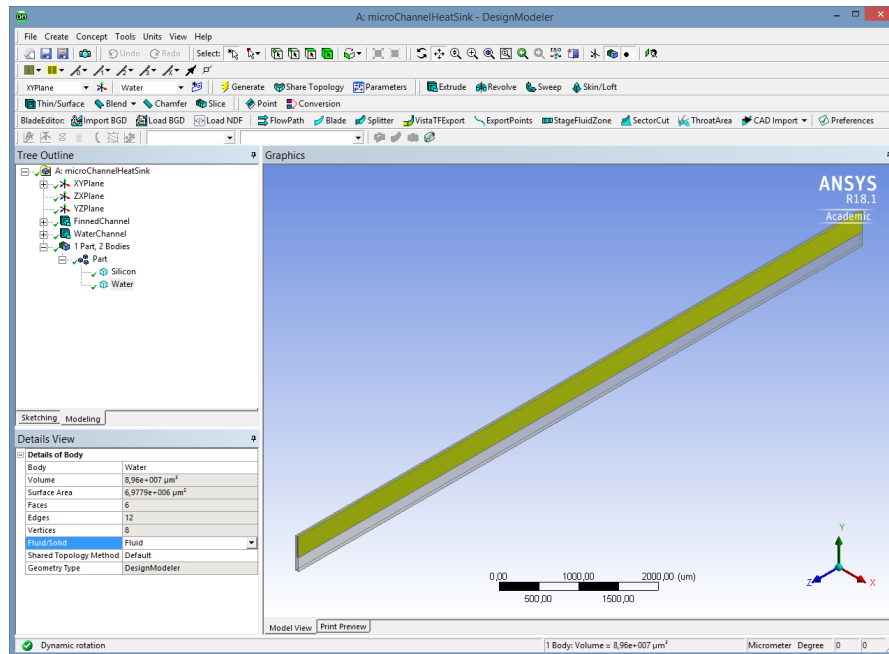 A: microChannelHeatSink - DesignModeler
File Create Concept Tools Units View Help
Undo Redo Select:
XYPlane Water Generate Share Topology Parameters Extrude Revolve Sweep Skin/Loft
Thin/Surface Blend Chamfer Slice Point Conversion
BladeEditor: Import BGD Load BGD Load NDF FlowPath Blade Splitter VistaTFExport ExportPoints StageFluidZone SectorCut ThroatArea CAD Import Preferences
Tree Outline
A: microChannelHeatSink
XYPlane
ZXPlane
YZPlane
FinnedChannel
WaterChannel
1 Part, 2 Bodies
Part
Silicon
Water
Sketching Modeling
Details View
Details of Body
Body Water
Volume 8,96e+007 µm³
Surface Area 6,9779e+006 µm²
Faces 6
Edges 12
Vertices 8
Fluid/Solid Fluid
Shared Topology Method Default
Geometry Type DesignModeler
Graphics
ANSYS
R18.1
Academic
0,00 1000,00 2000,00 (um)
500,00 1500,00
Y
Z X
Model View Print Preview
Dynamic rotation 1 Body: Volume = 8,96e+007 µm³ Micrometer Degree 0 0